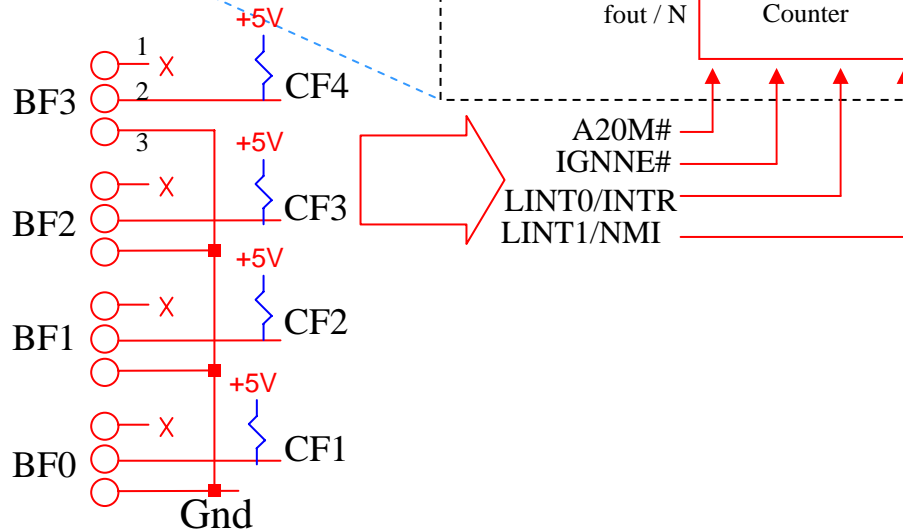 +5V
fout / N
Counter
1
BF3
2
CF4
3
A20M#
+5V
IGNNE#
BF2
CF3
LINT0/INTR
LINT1/NMI
+5V
BF1
CF2
+5V
BF0
CF1
Gnd